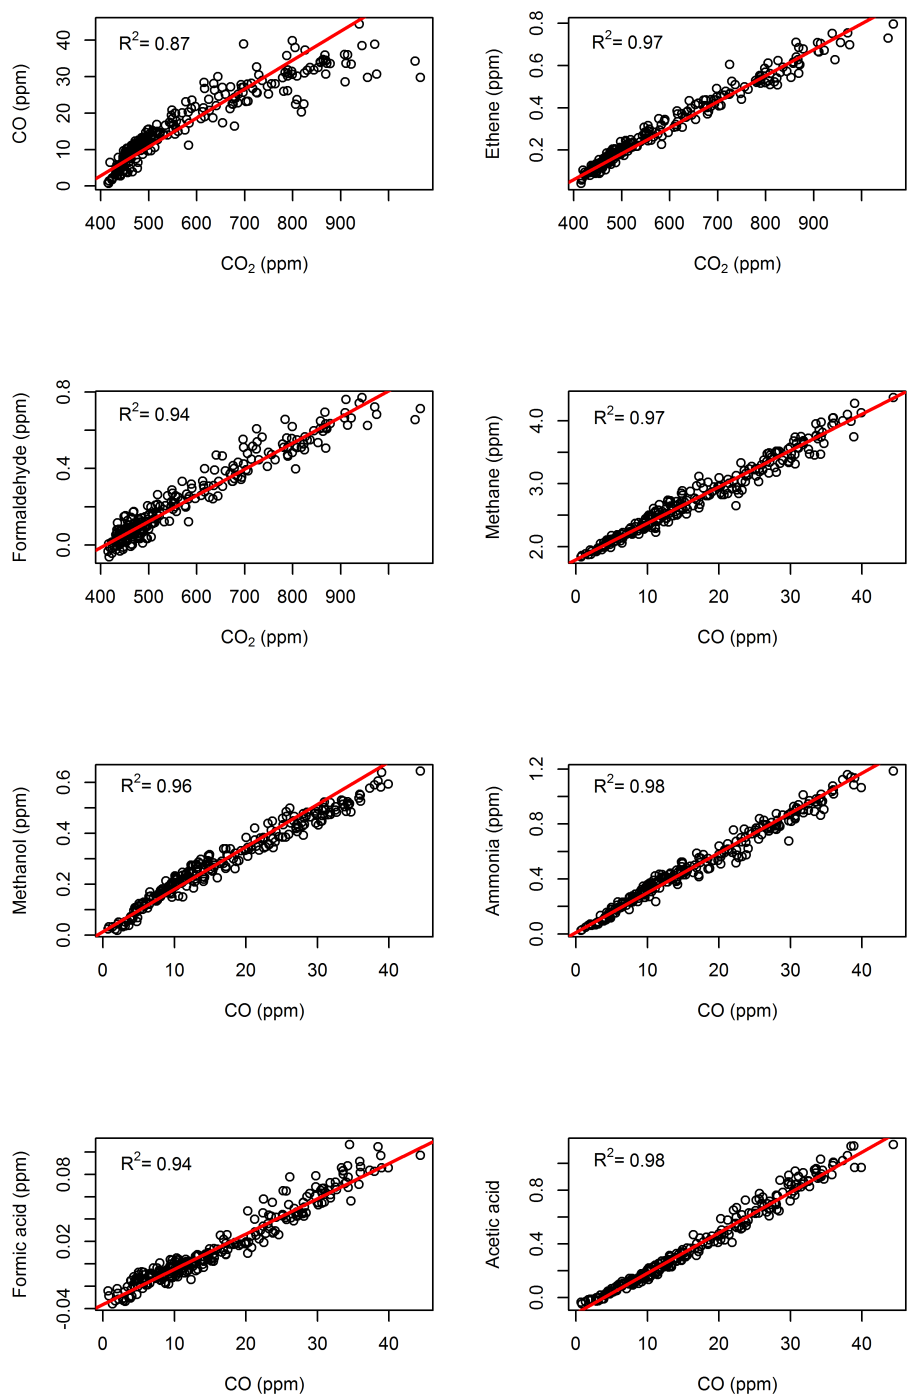 R²= 0.87
CO (ppm)
0 10 20 30 40
400 500 600 700 800 900
CO₂ (ppm)
R²= 0.97
Ethene (ppm)
0.2 0.4 0.6 0.8
400 500 600 700 800 900
CO₂ (ppm)
R²= 0.94
Formaldehyde (ppm)
0.0 0.4 0.8
400 500 600 700 800 900
CO₂ (ppm)
R²= 0.97
Methane (ppm)
2.0 3.0 4.0
0 10 20 30 40
CO (ppm)
R²= 0.96
Methanol (ppm)
0.0 0.2 0.4 0.6
0 10 20 30 40
CO (ppm)
R²= 0.98
Ammonia (ppm)
0.0 0.4 0.8 1.2
0 10 20 30 40
CO (ppm)
R²= 0.94
Formic acid (ppm)
-0.04 0.02 0.08
0 10 20 30 40
CO (ppm)
R²= 0.98
Acetic acid
0.0 0.4 0.8
0 10 20 30 40
CO (ppm)